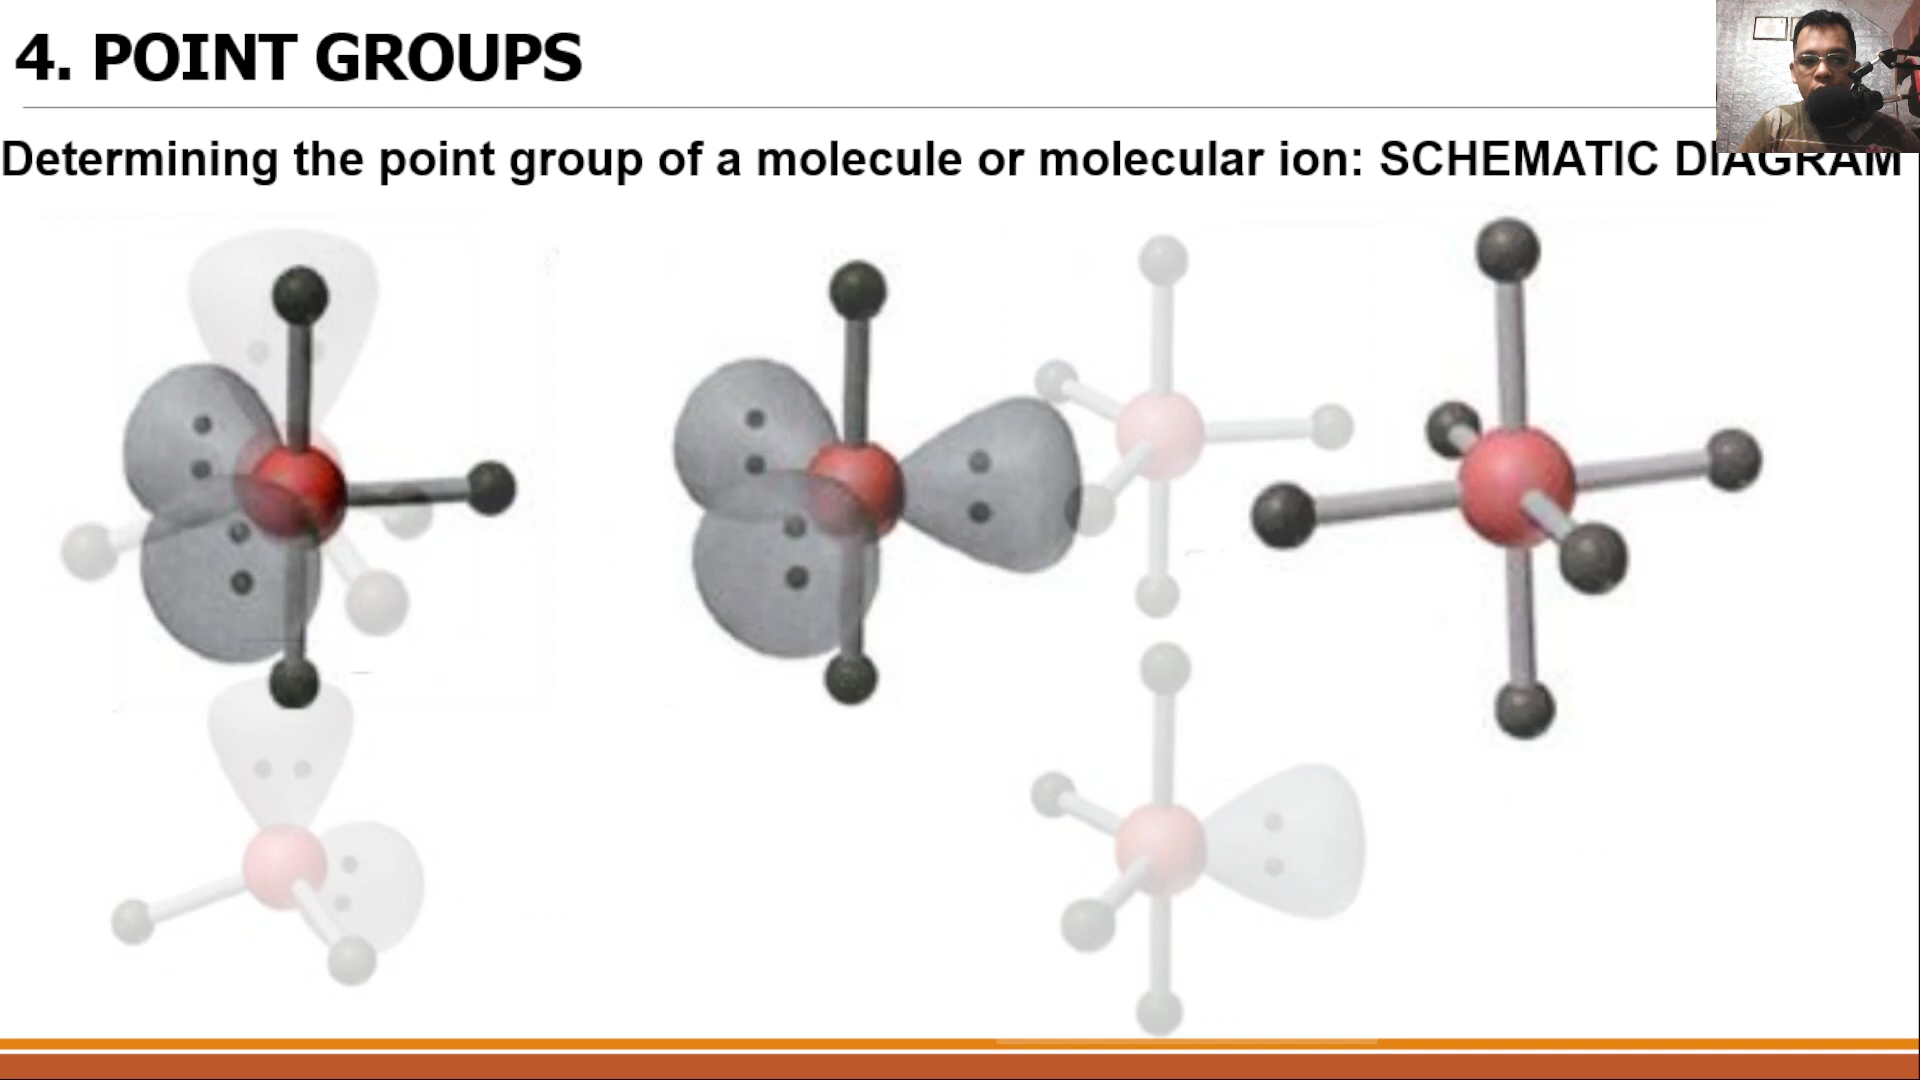 4. POINT GROUPS
Determining the point group of a molecule or molecular ion: SCHEMATIC DIAGRAM